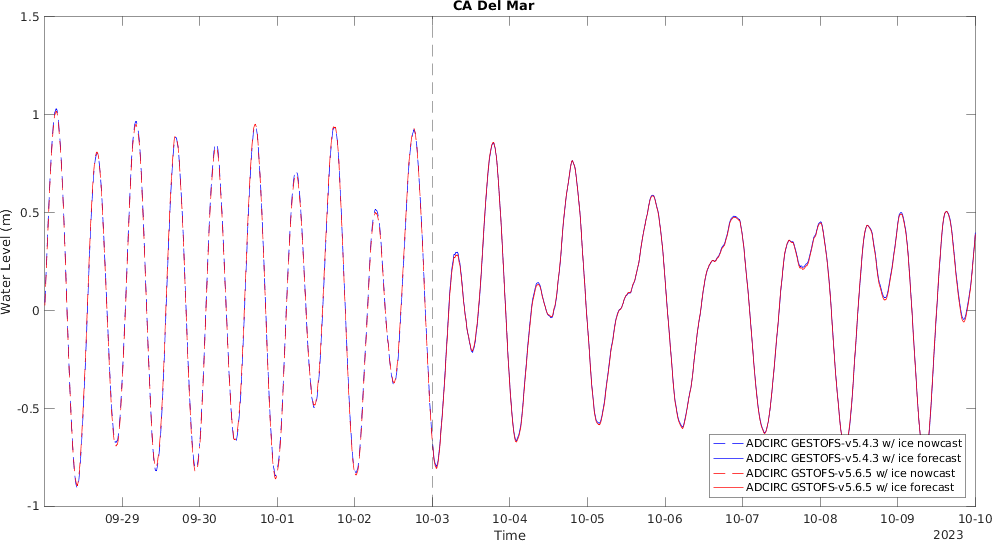 CA Del Mar
1.5
1
0.5
0
-0.5
-1
Water Level (m)
09-29 09-30 10-01 10-02 10-03 10-04 10-05 10-06 10-07 10-08 10-09 10-10
Time
2023
ADCIRC GESTOFS-v5.4.3 w/ ice nowcast
ADCIRC GESTOFS-v5.4.3 w/ ice forecast
ADCIRC GSTOFS-v5.6.5 w/ ice nowcast
ADCIRC GSTOFS-v5.6.5 w/ ice forecast